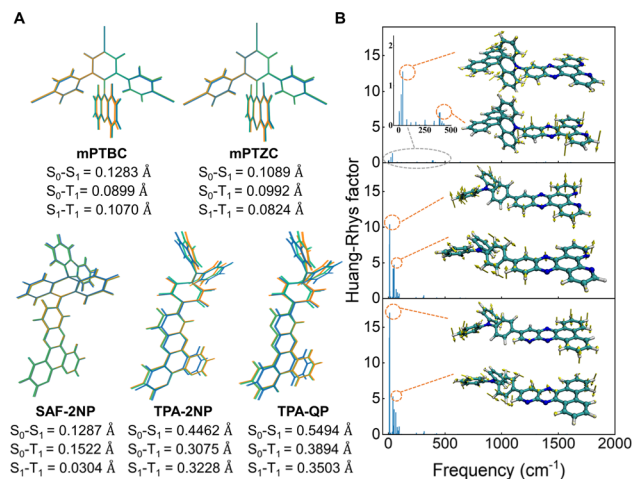 A
mPTBC
S0-S1 = 0.1283 Å
S0-T1 = 0.0899 Å
S1-T1 = 0.1070 Å
mPTZC
S0-S1 = 0.1089 Å
S0-T1 = 0.0992 Å
S1-T1 = 0.0824 Å
SAF-2NP
S0-S1 = 0.1287 Å
S0-T1 = 0.1522 Å
S1-T1 = 0.0304 Å
TPA-2NP
S0-S1 = 0.4462 Å
S0-T1 = 0.3075 Å
S1-T1 = 0.3228 Å
TPA-QP
S0-S1 = 0.5494 Å
S0-T1 = 0.3894 Å
S1-T1 = 0.3503 Å
B
Huang-Rhys factor
15
10
5
0
2
1
0
0 250 500
15
10
5
0
15
10
5
0
0 500 1000 1500 2000
Frequency (cm⁻¹)